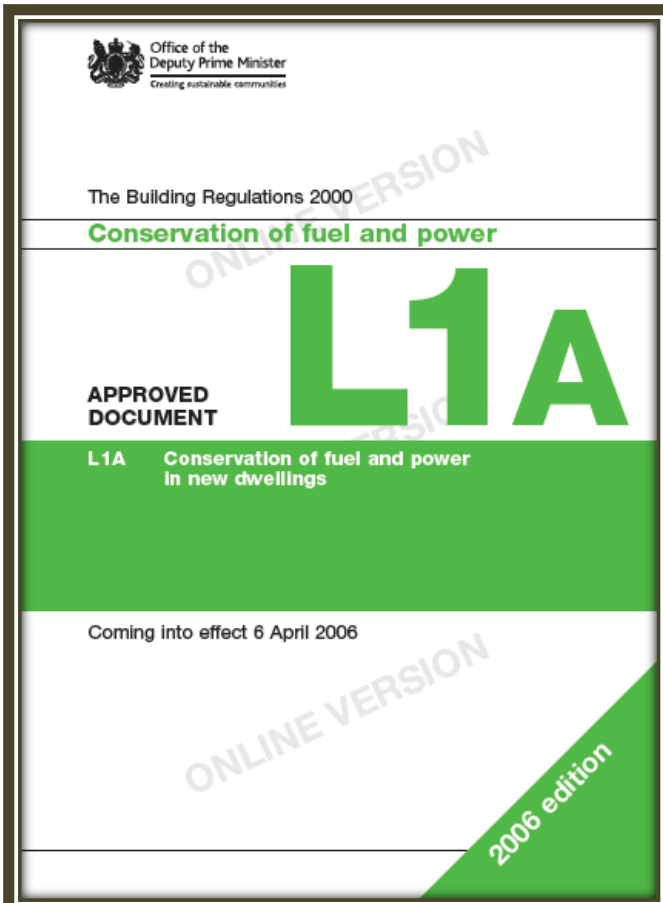 Office of the
Deputy Prime Minister
Creating sustainable communities
ONLINE VERSION
The Building Regulations 2000
Conservation of fuel and power
L1A
APPROVED
DOCUMENT
L1A Conservation of fuel and power
in new dwellings
Coming into effect 6 April 2006
ONLINE VERSION
2006 edition